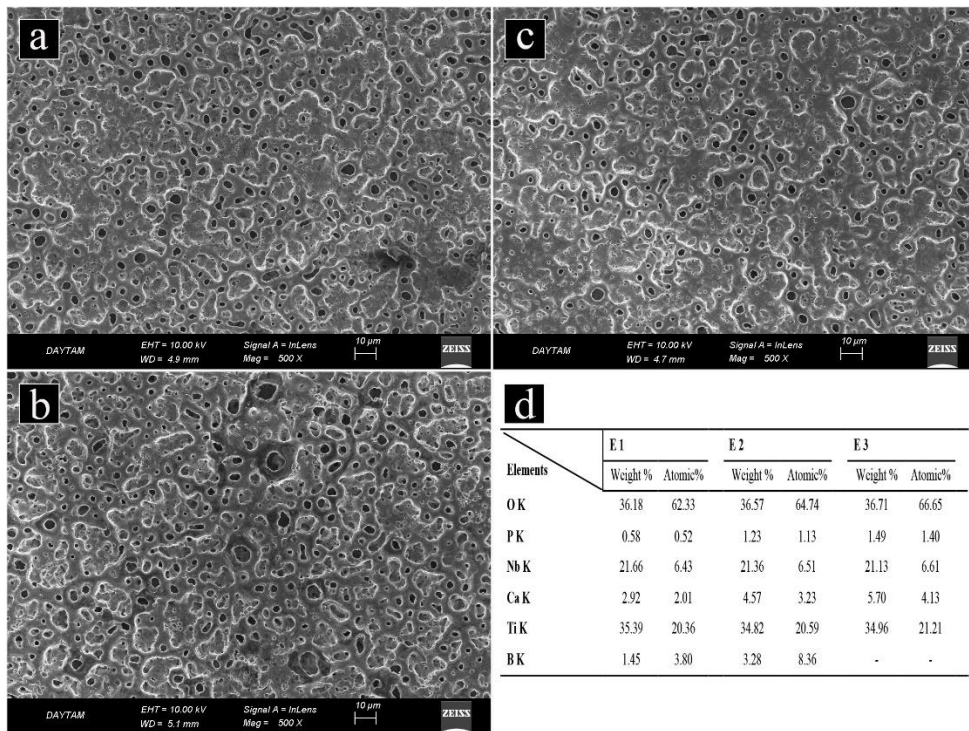 a
DAYTAM EHT = 10.00 kV Signal A = InLens 10 µm ZEISS
WD = 4.9 mm Mag = 500 X
c
DAYTAM EHT = 10.00 kV Signal A = InLens 10 µm ZEISS
WD = 4.7 mm Mag = 500 X
b
DAYTAM EHT = 10.00 kV Signal A = InLens 10 µm ZEISS
WD = 5.1 mm Mag = 500 X
d
Elements E 1 E 2 E 3
Weight % Atomic% Weight % Atomic% Weight % Atomic%
O K 36.18 62.33 36.57 64.74 36.71 66.65
P K 0.58 0.52 1.23 1.13 1.49 1.40
Nb K 21.66 6.43 21.36 6.51 21.13 6.61
Ca K 2.92 2.01 4.57 3.23 5.70 4.13
Ti K 35.39 20.36 34.82 20.59 34.96 21.21
B K 1.45 3.80 3.28 8.36 - -